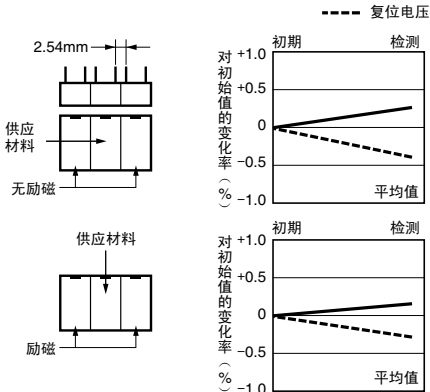 复位电压
2.54mm
供应
材料
无励磁
对初始值的变化率（%）
+1.0
+0.5
0
−0.5
−1.0
初期
检测
平均值
供应材料
励磁
对初始值的变化率（%）
+1.0
+0.5
0
−0.5
−1.0
初期
检测
平均值